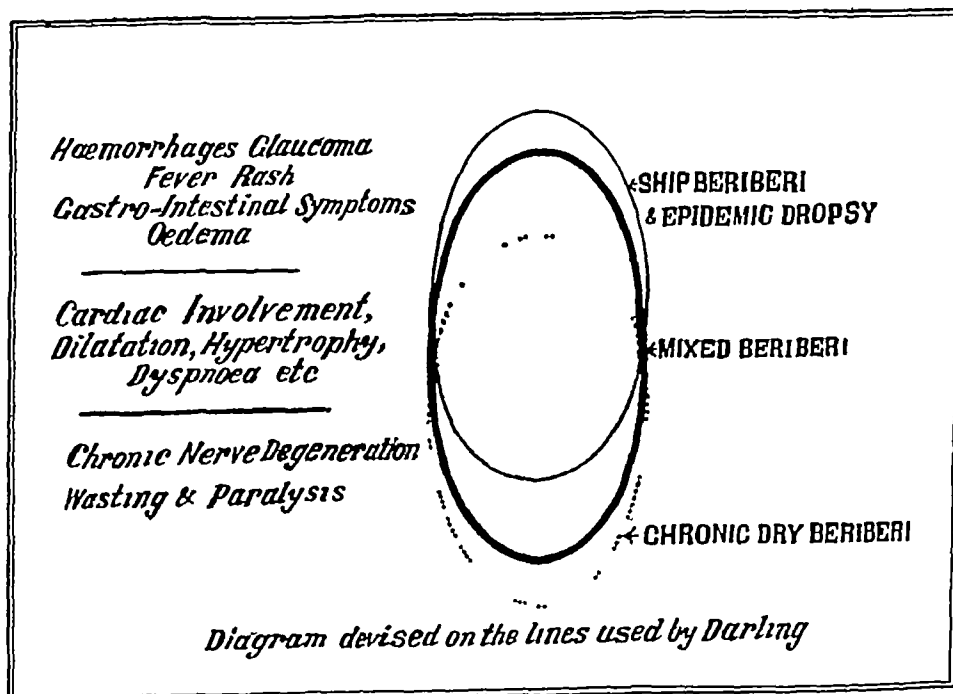 Hæmorrhages Glaucoma
Fever Rash
Gastro-Intestinal Symptoms
Oedema
Cardiac Involvement,
Dilatation, Hypertrophy,
Dyspnoea etc
Chronic Nerve Degeneration
Wasting & Paralysis
SHIP BERIBERI
& EPIDEMIC DROPSY
MIXED BERIBERI
CHRONIC DRY BERIBERI
Diagram devised on the lines used by Darling